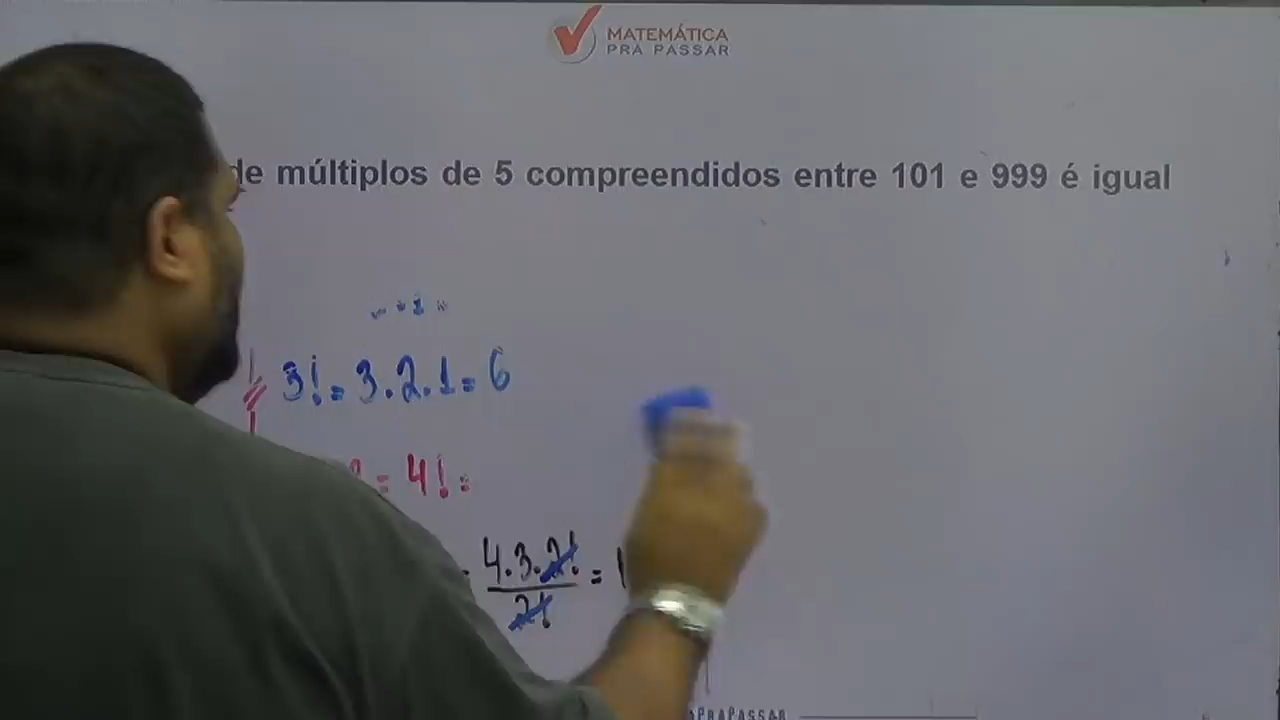 MATEMÁTICA
PRA PASSAR
de múltiplos de 5 compreendidos entre 101 e 999 é igual
3! = 3.2.1 = 6
= 4! =
4.3.2!
2!
=
PRAPASSAR